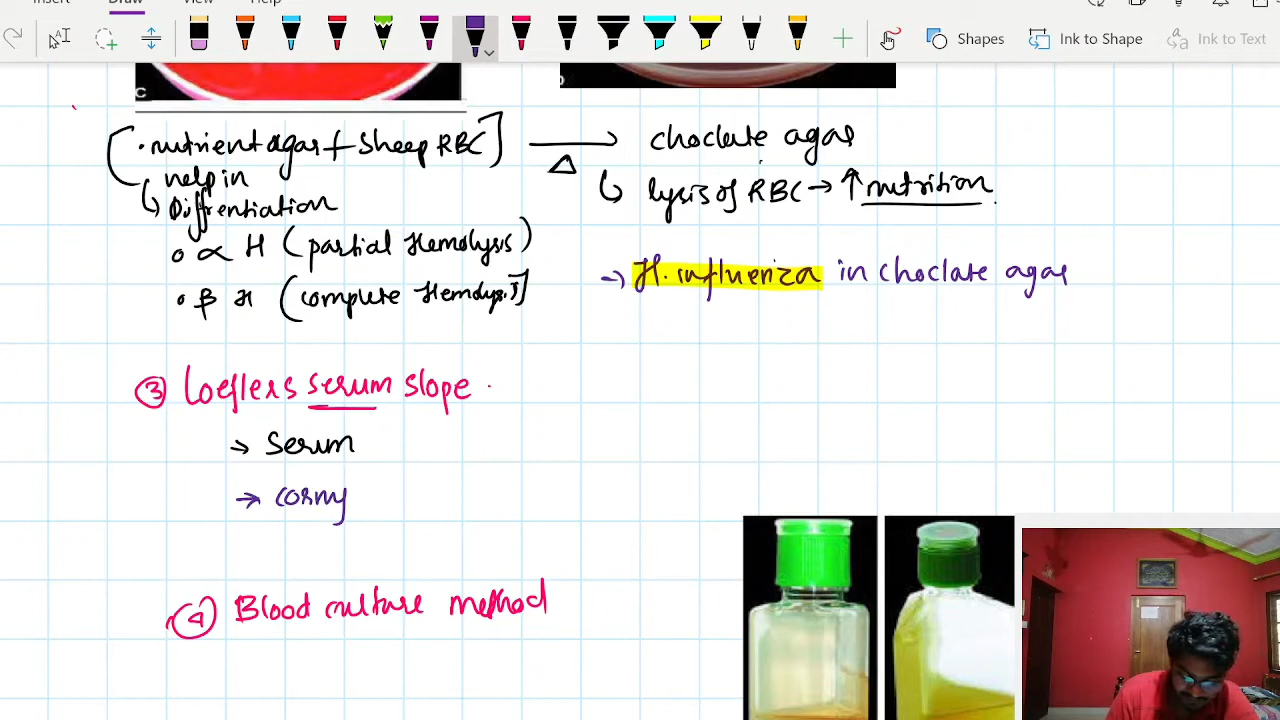 Insert Draw View
Shapes Ink to Shape Ink to Text
C
D
[ · nutrient agar + Sheep RBC ] → choclate agar
Δ
help in
↳ lysis of RBC → ↑ nutrition
↳ Diffrentiation
o α H (partial Hemolysis)
→ H. influenza in choclate agar
• β H (complete Hemolysis]
③ Loeflers serum slope
→ Serum
→ corny
④ Blood culture method